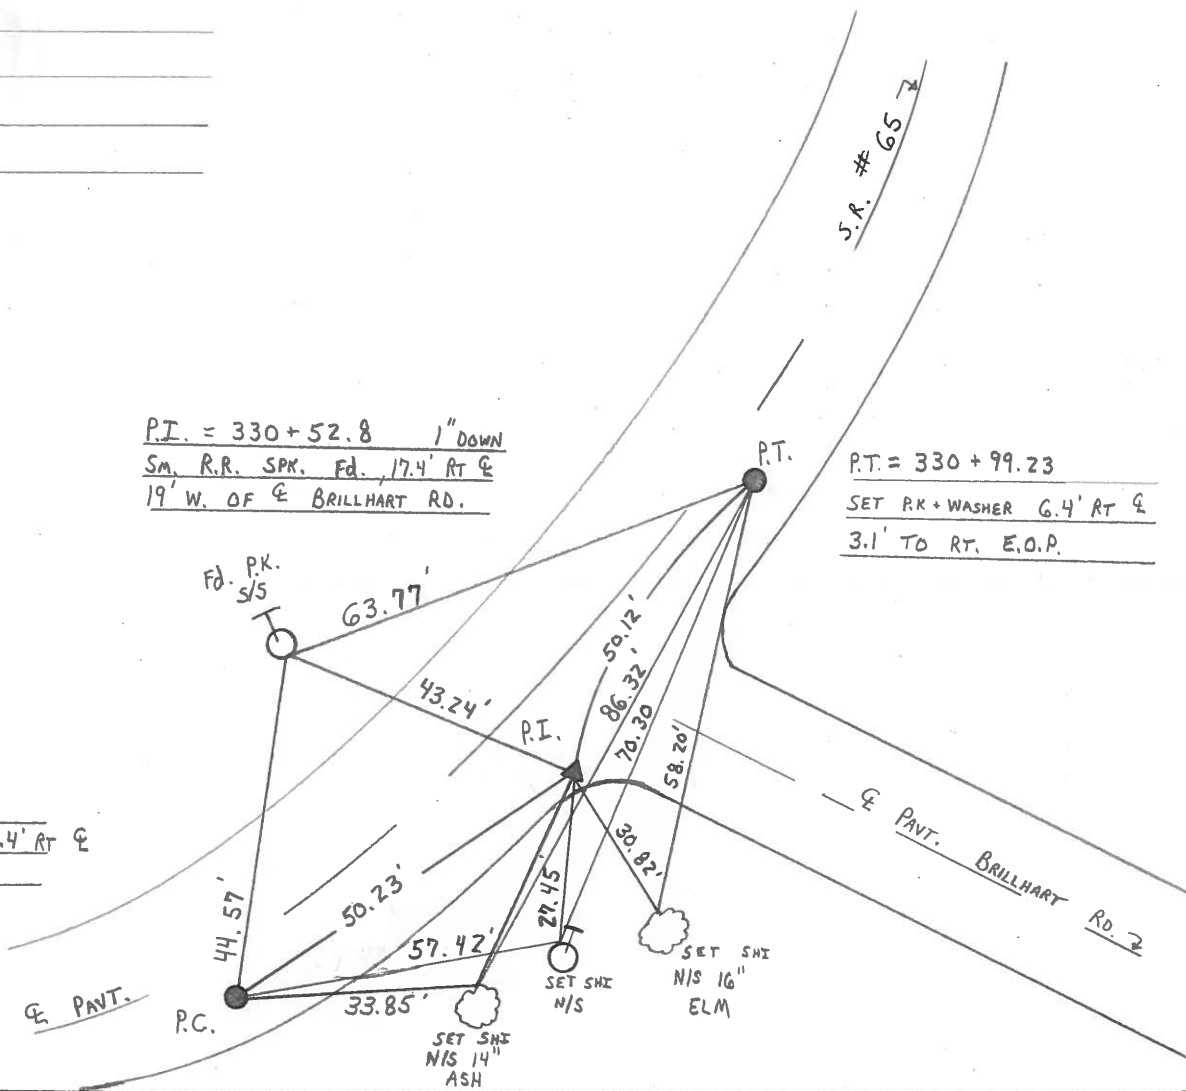 S.R. # 65
P.I. = 330+52.8 1" DOWN
SM. R.R. SPK. Fd., 17.4' RT ℄
19' W. OF ℄ BRILLHART RD.
P.T.
P.T. = 330+99.23
SET P.K + WASHER 6.4' RT ℄
3.1' TO RT. E.O.P.
Fd. P.K.
S/S
63.77'
50.12'
43.24'
86.32'
P.I.
70.30
58.20'
.4' RT ℄
℄ PAVT. BRILLHART RD.
30.82'
44.57'
50.23'
27.45'
57.42'
33.85'
℄ PAVT.
P.C.
SET SHI
N/S 14"
ASH
SET SHI
N/S
SET SHI
N/S 16"
ELM